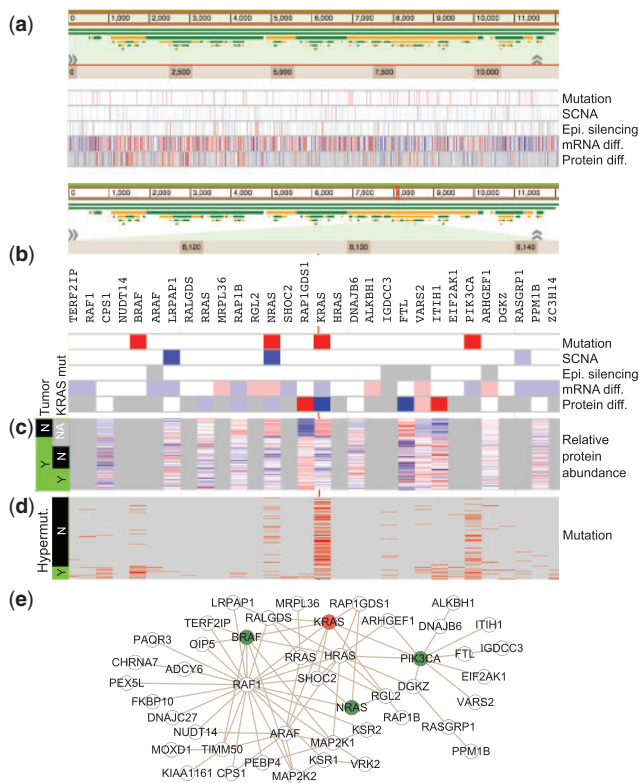 (a)
0 1,000 2,000 3,000 4,000 5,000 6,000 7,000 8,000 9,000 10,000 11,000
0 2,500 5,000 7,500 10,000
Mutation
SCNA
Epi. silencing
mRNA diff.
Protein diff.
0 1,000 2,000 3,000 4,000 5,000 6,000 7,000 8,000 9,000 10,000 11,000
8,120 8,130 8,140
(b)
TERF2IP
RAF1
CPS1
NUDT14
BRAF
ARAF
LRPAP1
RALGDS
RRAS
MRPL36
RAP1B
RGL2
NRAS
SHOC2
RAP1GDS1
KRAS
HRAS
DNAJB6
ALKBH1
IGDCC3
FTL
VARS2
ITIH1
EIF2AK1
PIK3CA
ARHGEF1
DGKZ
RASGRP1
PPM1B
ZC3H14
Mutation
SCNA
Epi. silencing
mRNA diff.
Protein diff.
Tumor
KRAS mut
(c)
N NA
Y N
Y
Relative
protein
abundance
(d)
Hypermut.
N
Y
Mutation
(e)
LRPAP1 MRPL36 RAP1GDS1 ALKBH1
TERF2IP RALGDS KRAS ARHGEF1 DNAJB6 ITIH1
PAQR3 OIP5 BRAF
CHRNA7 ADCY6 RRAS HRAS PIK3CA FTL IGDCC3
PEX5L RAF1 SHOC2 DGKZ EIF2AK1
FKBP10 NRAS RGL2 VARS2
DNAJC27 RAP1B RASGRP1
NUDT14 ARAF KSR2
MOXD1 TIMM50 MAP2K1 PPM1B
KIAA1161 CPS1 PEBP4 KSR1 VRK2
MAP2K2